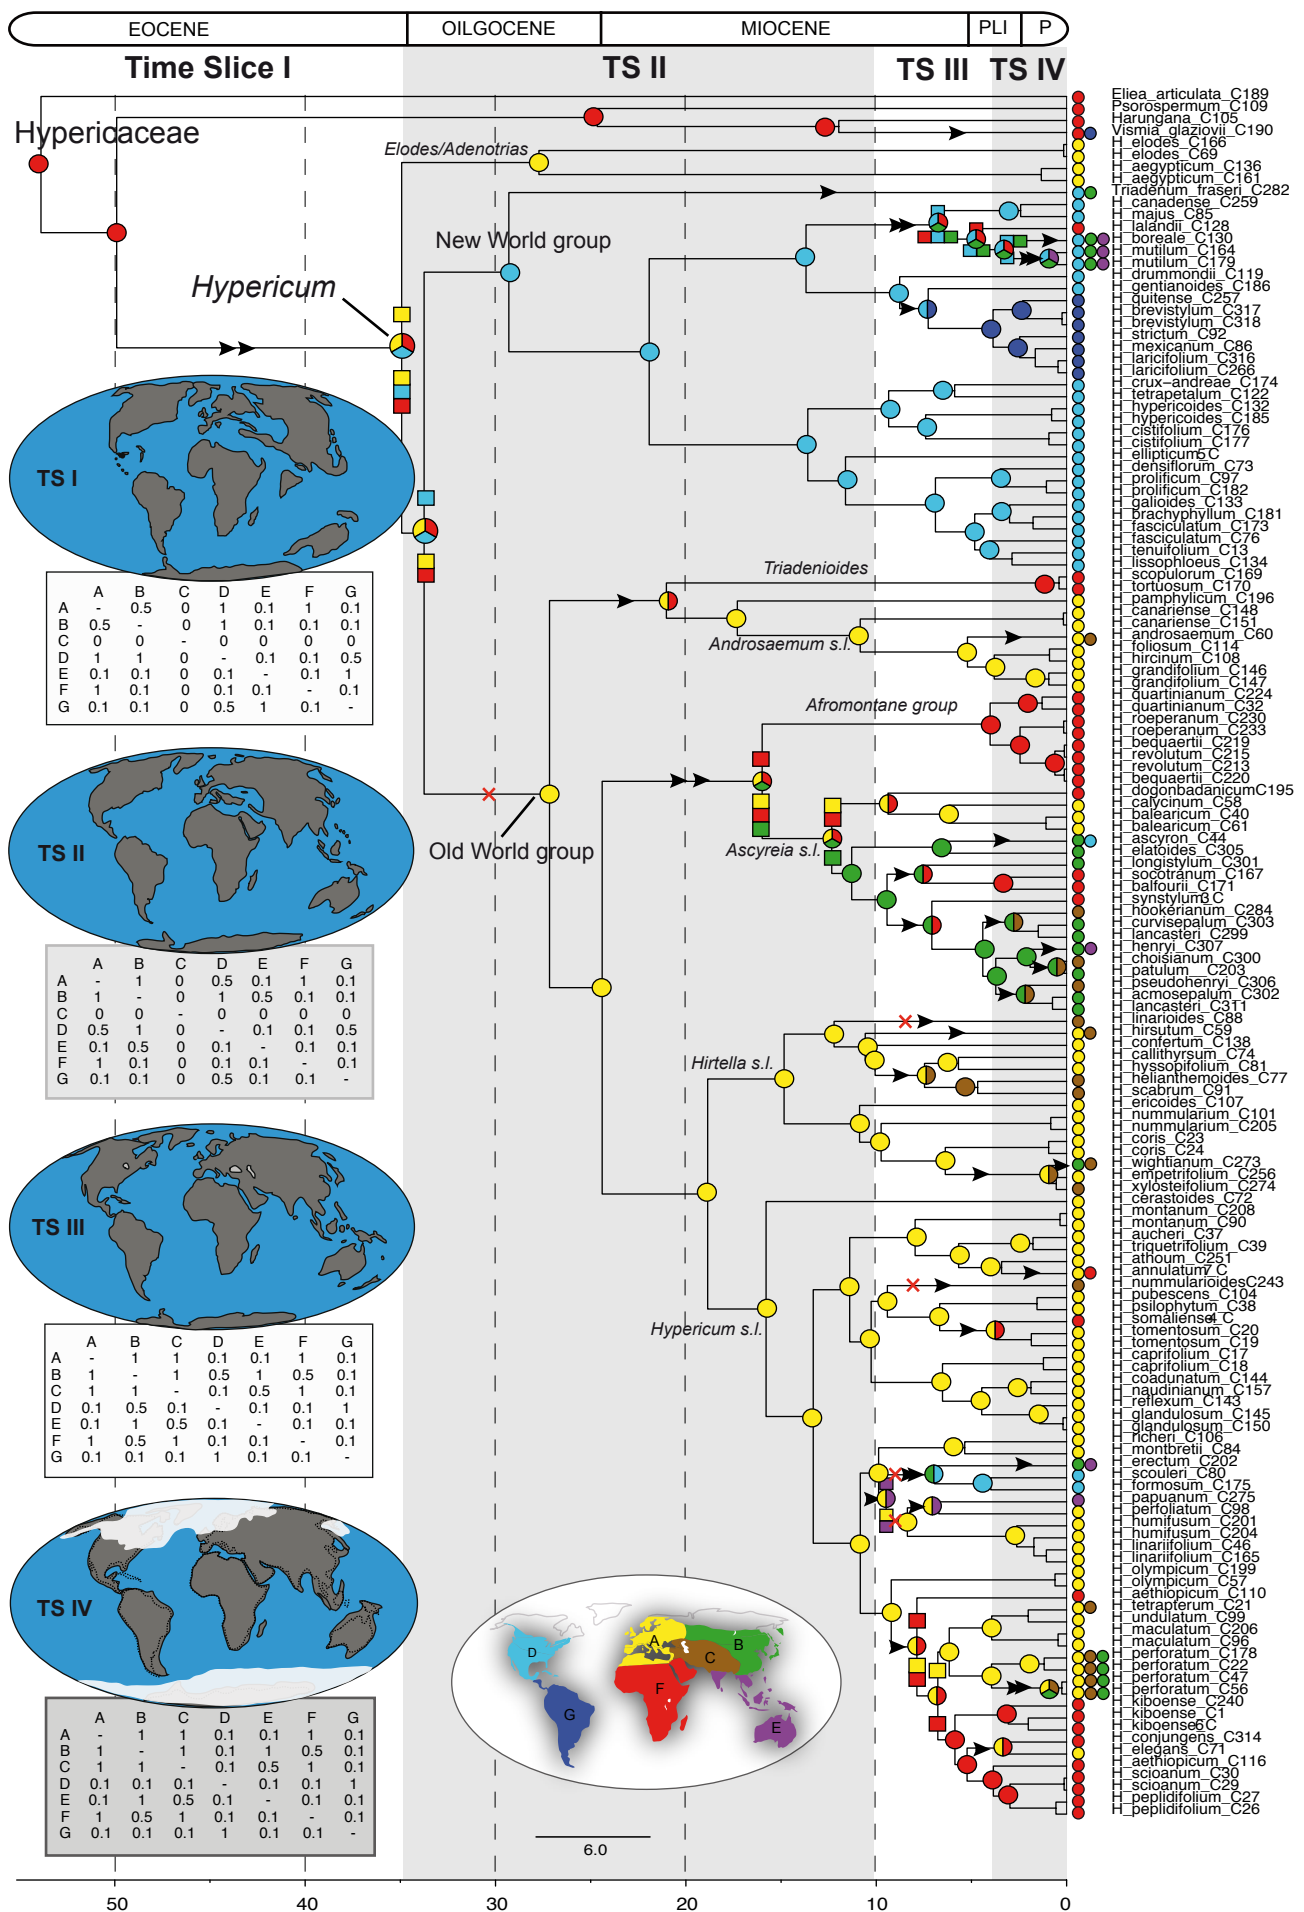 EOCENE OILGOCENE MIOCENE PLI P
Time Slice I TS II TS III TS IV
Hypericaceae
Elodes/Adenotrias
New World group
Hypericum
Triadenioides
Androsaemum s.l.
Afromontane group
Old World group
Ascyreia s.l.
Hirtella s.l.
Hypericum s.l.
Eliea_articulata_C189
Psorospermum_C109
Harungana_C105
Vismia_glaziovii_C190
H_elodes_C166
H_elodes_C69
H_aegypticum_C136
H_aegypticum_C161
Triadenum_fraseri_C282
H_canadense_C259
H_majus_C85
H_lalandii_C128
H_boreale_C130
H_mutilum_C164
H_mutilum_C179
H_drummondii_C119
H_gentianoides_C186
H_quitense_C257
H_brevistylum_C317
H_brevistylum_C318
H_strictum_C92
H_mexicanum_C86
H_laricifolium_C316
H_laricifolium_C266
H_crux-andreae_C174
H_tetrapetalum_C122
H_hypericoides_C132
H_hypericoides_C185
H_cistifolium_C176
H_cistifolium_C177
H_ellipticum5C
H_densiflorum_C73
H_prolificum_C97
H_prolificum_C182
H_galioides_C133
H_brachyphyllum_C181
H_fasciculatum_C173
H_fasciculatum_C76
H_tenuifolium_C13
H_lissophloeus_C134
H_scopulorum_C169
H_tortuosum_C170
H_pamphylicum_C196
H_canariense_C148
H_canariense_C151
H_androsaemum_C60
H_foliosum_C114
H_hircinum_C108
H_grandifolium_C146
H_grandifolium_C147
H_quartinianum_C224
H_quartinianum_C32
H_roeperanum_C230
H_roeperanum_C233
H_bequaertii_C219
H_revolutum_C215
H_revolutum_C213
H_bequaertii_C220
H_dogonbadanicumC195
H_calycinum_C58
H_balearicum_C40
H_balearicum_C61
H_ascyron_C44
H_elatoides_C305
H_longistylum_C301
H_socotranum_C167
H_balfourii_C171
H_synstylum3C
H_hookerianum_C284
H_curvisepalum_C303
H_lancasteri_C299
H_henryi_C307
H_choisianum_C300
H_patulum_C203
H_pseudohenryi_C306
H_acmosepalum_C302
H_lancasteri_C311
H_linarioides_C88
H_hirsutum_C59
H_confertum_C138
H_callithyrsum_C74
H_hyssopifolium_C81
H_helianthemoides_C77
H_scabrum_C91
H_ericoides_C107
H_nummularium_C101
H_nummularium_C205
H_coris_C23
H_coris_C24
H_wightianum_C273
H_empetrifolium_C256
H_xylosteifolium_C274
H_cerastoides_C72
H_montanum_C208
H_montanum_C90
H_aucheri_C37
H_triquetrifolium_C39
H_athoum_C251
H_annulatum7C
H_nummularioidesC243
H_pubescens_C104
H_psilophytum_C38
H_somaliense4C
H_tomentosum_C20
H_tomentosum_C19
H_caprifolium_C17
H_caprifolium_C18
H_coadunatum_C144
H_naudinianum_C157
H_reflexum_C143
H_glandulosum_C145
H_glandulosum_C150
H_richeri_C106
H_montbretii_C84
H_erectum_C202
H_scouleri_C80
H_formosum_C175
H_papuanum_C275
H_perfoliatum_C98
H_humifusum_C201
H_humifusum_C204
H_linariifolium_C46
H_linariifolium_C165
H_olympicum_C199
H_olympicum_C57
H_aethiopicum_C110
H_tetrapterum_C21
H_undulatum_C99
H_maculatum_C206
H_maculatum_C96
H_perforatum_C178
H_perforatum_C22
H_perforatum_C47
H_perforatum_C56
H_kiboense_C240
H_kiboense_C1
H_kiboense6C
H_conjungens_C314
H_elegans_C71
H_aethiopicum_C116
H_scioanum_C30
H_scioanum_C29
H_peplidifolium_C27
H_peplidifolium_C26
TS I
A B C D E F G
A - 0.5 0 1 0.1 1 0.1
B 0.5 - 0 1 0.1 0.1 0.1
C 0 0 - 0 0 0 0
D 1 1 0 - 0.1 0.1 0.5
E 0.1 0.1 0 0.1 - 0.1 1
F 1 0.1 0 0.1 0.1 - 0.1
G 0.1 0.1 0 0.5 1 0.1 -
TS II
A B C D E F G
A - 1 0 0.5 0.1 1 0.1
B 1 - 0 1 0.5 0.1 0.1
C 0 0 - 0 0 0 0
D 0.5 1 0 - 0.1 0.1 0.5
E 0.1 0.5 0 0.1 - 0.1 0.1
F 1 0.1 0 0.1 0.1 - 0.1
G 0.1 0.1 0 0.5 0.1 0.1 -
TS III
A B C D E F G
A - 1 1 0.1 0.1 1 0.1
B 1 - 1 0.5 1 0.5 0.1
C 1 1 - 0.1 0.5 1 0.1
D 0.1 0.5 0.1 - 0.1 0.1 1
E 0.1 1 0.5 0.1 - 0.1 0.1
F 1 0.5 1 0.1 0.1 - 0.1
G 0.1 0.1 0.1 1 0.1 0.1 -
TS IV
A B C D E F G
A - 1 1 0.1 0.1 1 0.1
B 1 - 1 0.1 1 0.5 0.1
C 1 1 - 0.1 0.5 1 0.1
D 0.1 0.1 0.1 - 0.1 0.1 1
E 0.1 1 0.5 0.1 - 0.1 0.1
F 1 0.5 1 0.1 0.1 - 0.1
G 0.1 0.1 0.1 1 0.1 0.1 -
A B C D E F G
6.0
50 40 30 20 10 0